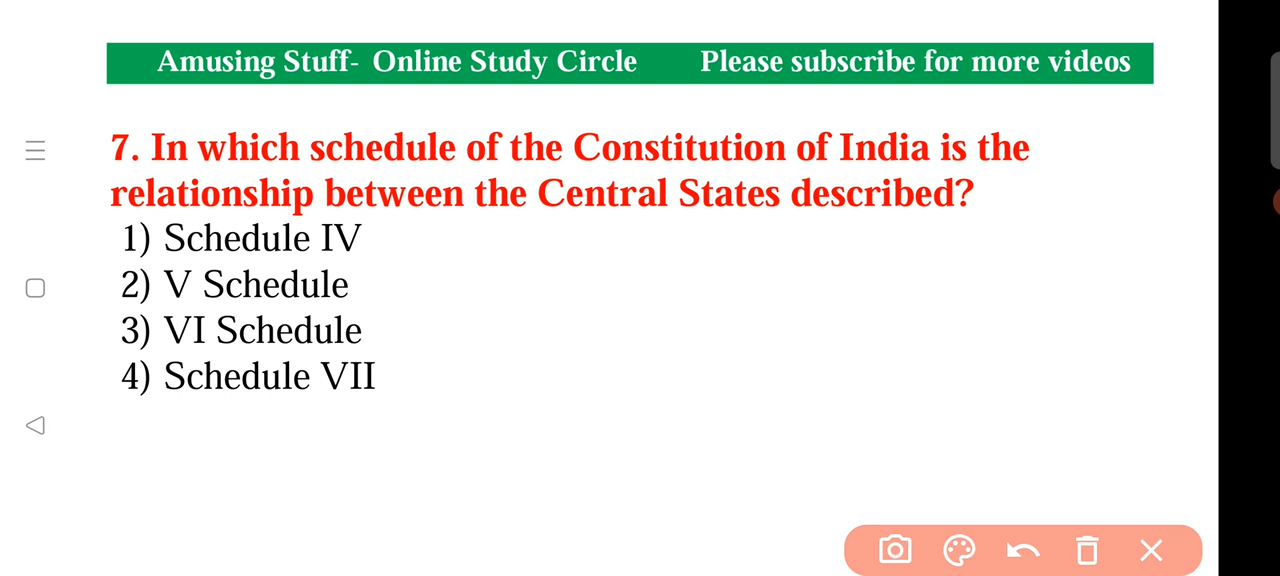 Amusing Stuff- Online Study Circle Please subscribe for more videos
7. In which schedule of the Constitution of India is the
relationship between the Central States described?
1) Schedule IV
2) V Schedule
3) VI Schedule
4) Schedule VII